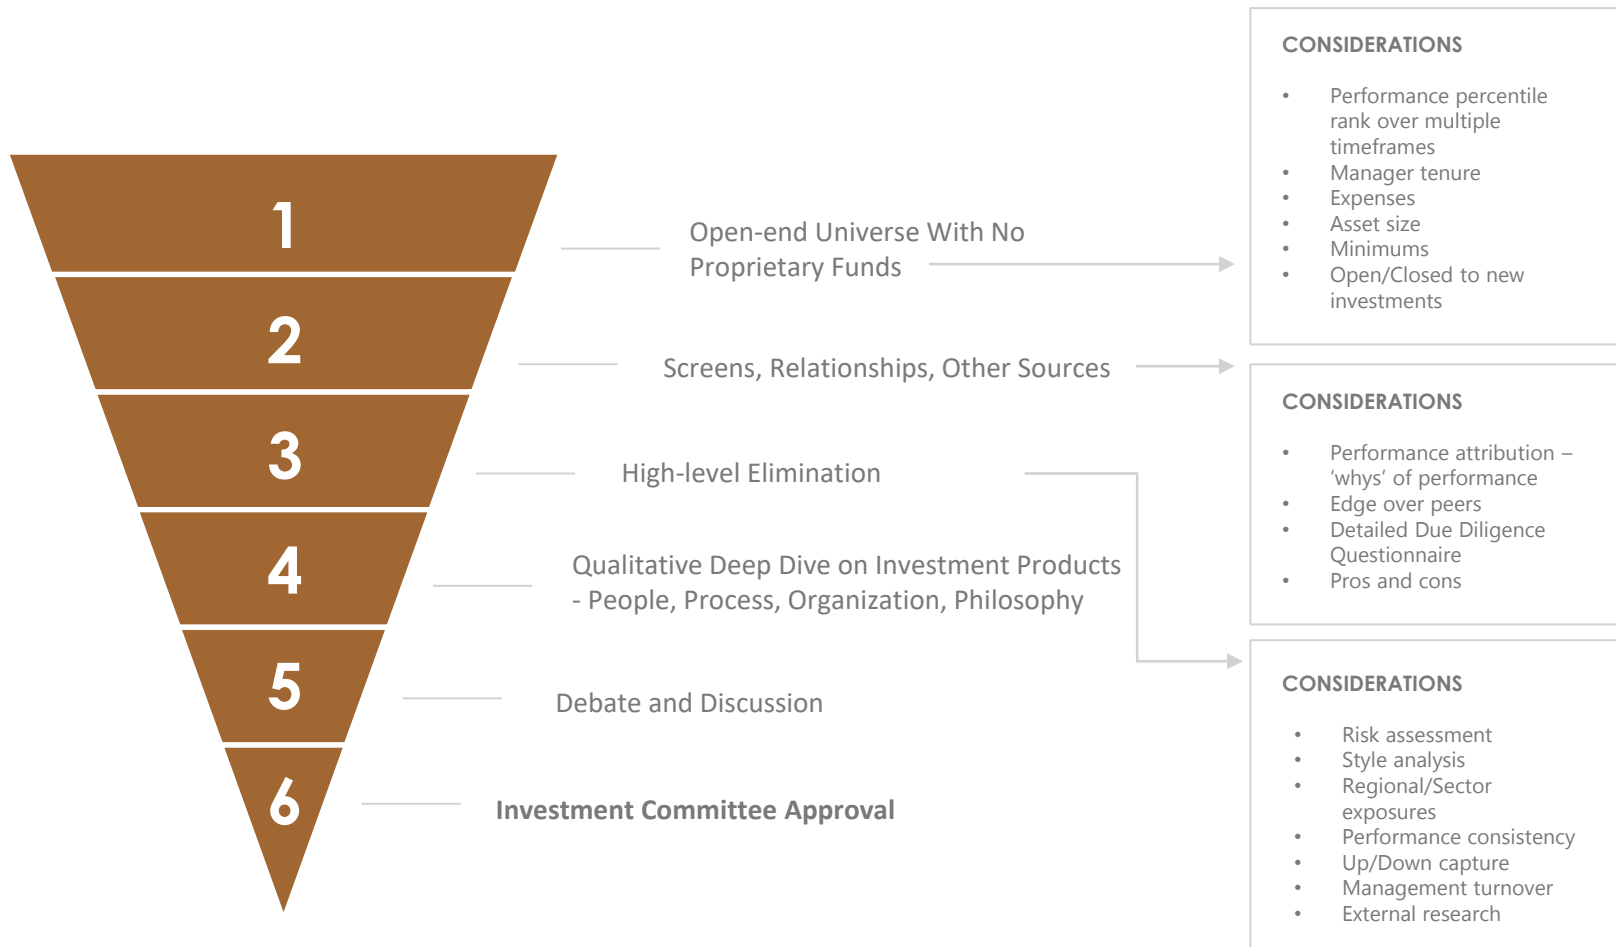 1
Open-end Universe With No
Proprietary Funds
2
Screens, Relationships, Other Sources
3
High-level Elimination
4
Qualitative Deep Dive on Investment Products
- People, Process, Organization, Philosophy
5
Debate and Discussion
6
Investment Committee Approval
CONSIDERATIONS
• Performance percentile
rank over multiple
timeframes
• Manager tenure
• Expenses
• Asset size
• Minimums
• Open/Closed to new
investments
CONSIDERATIONS
• Performance attribution –
‘whys’ of performance
• Edge over peers
• Detailed Due Diligence
Questionnaire
• Pros and cons
CONSIDERATIONS
• Risk assessment
• Style analysis
• Regional/Sector
exposures
• Performance consistency
• Up/Down capture
• Management turnover
• External research